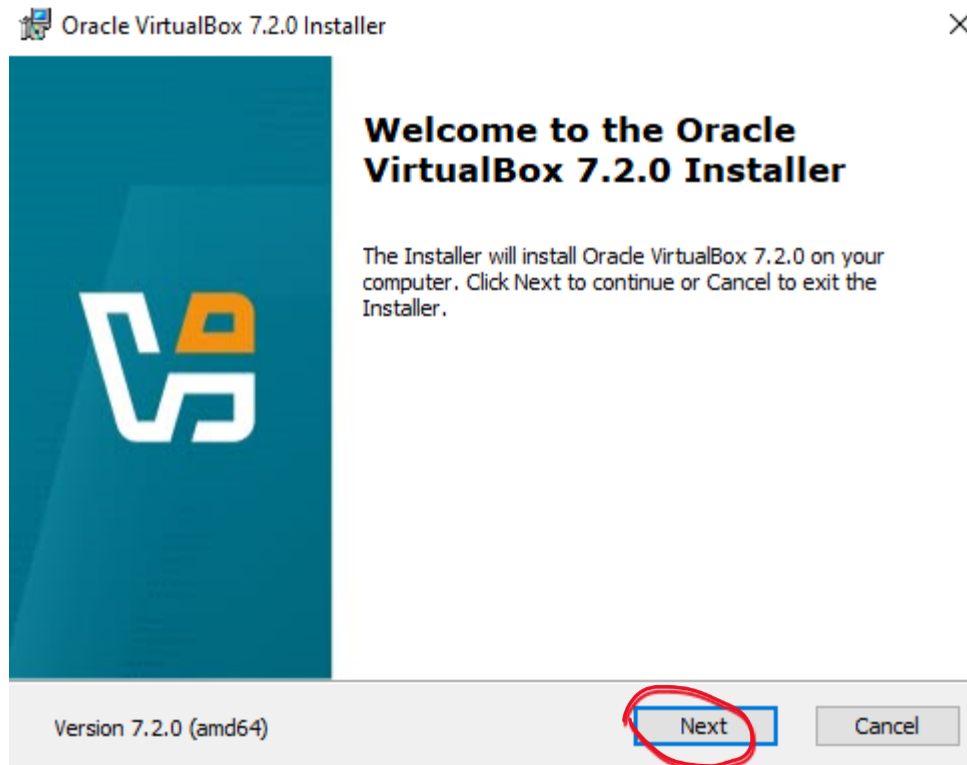 Oracle VirtualBox 7.2.0 Installer
Welcome to the Oracle
VirtualBox 7.2.0 Installer
The Installer will install Oracle VirtualBox 7.2.0 on your
computer. Click Next to continue or Cancel to exit the
Installer.
Version 7.2.0 (amd64)
Next
Cancel